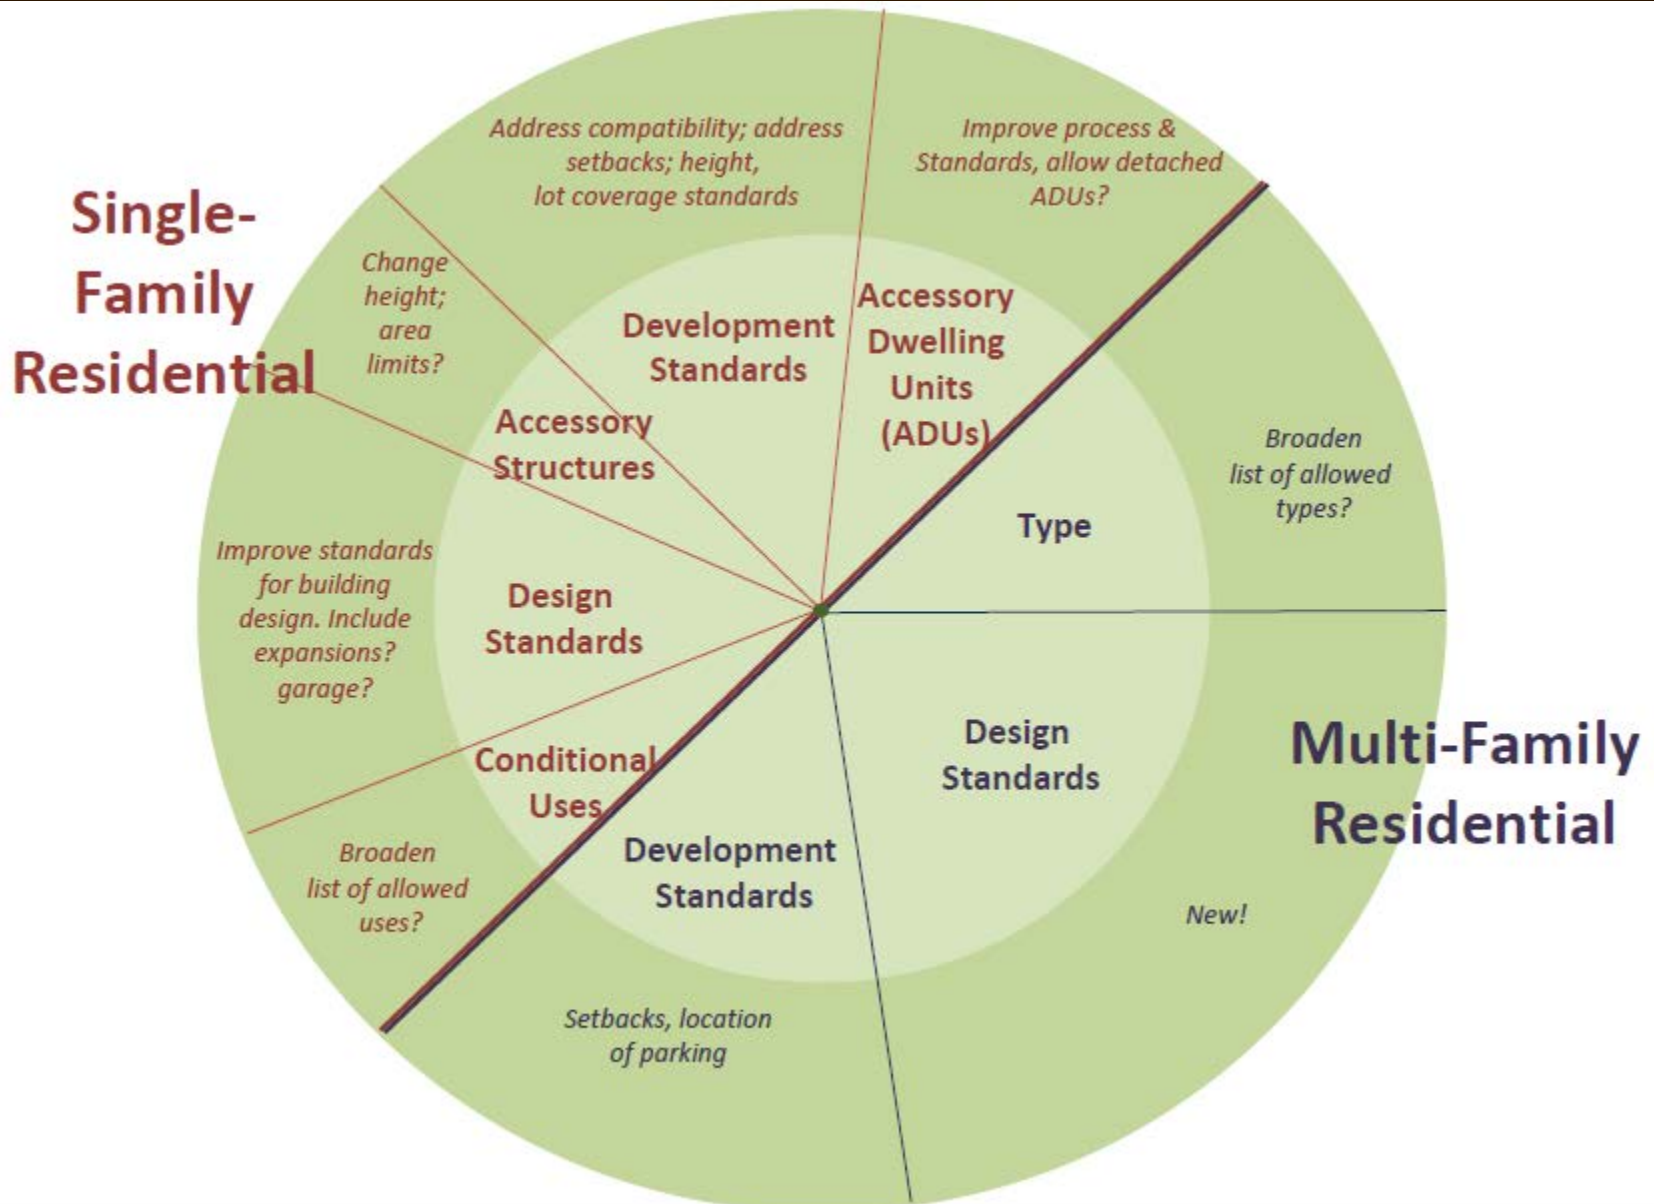 Single-
Family
Residential
Address compatibility; address
setbacks; height,
lot coverage standards
Improve process &
Standards, allow detached
ADUs?
Change
height;
area
limits?
Development
Standards
Accessory
Dwelling
Units
(ADUs)
Accessory
Structures
Broaden
list of allowed
types?
Type
Improve standards
for building
design. Include
expansions?
garage?
Design
Standards
Design
Standards
Multi-Family
Residential
Conditional
Uses
Broaden
list of allowed
uses?
Development
Standards
New!
Setbacks, location
of parking